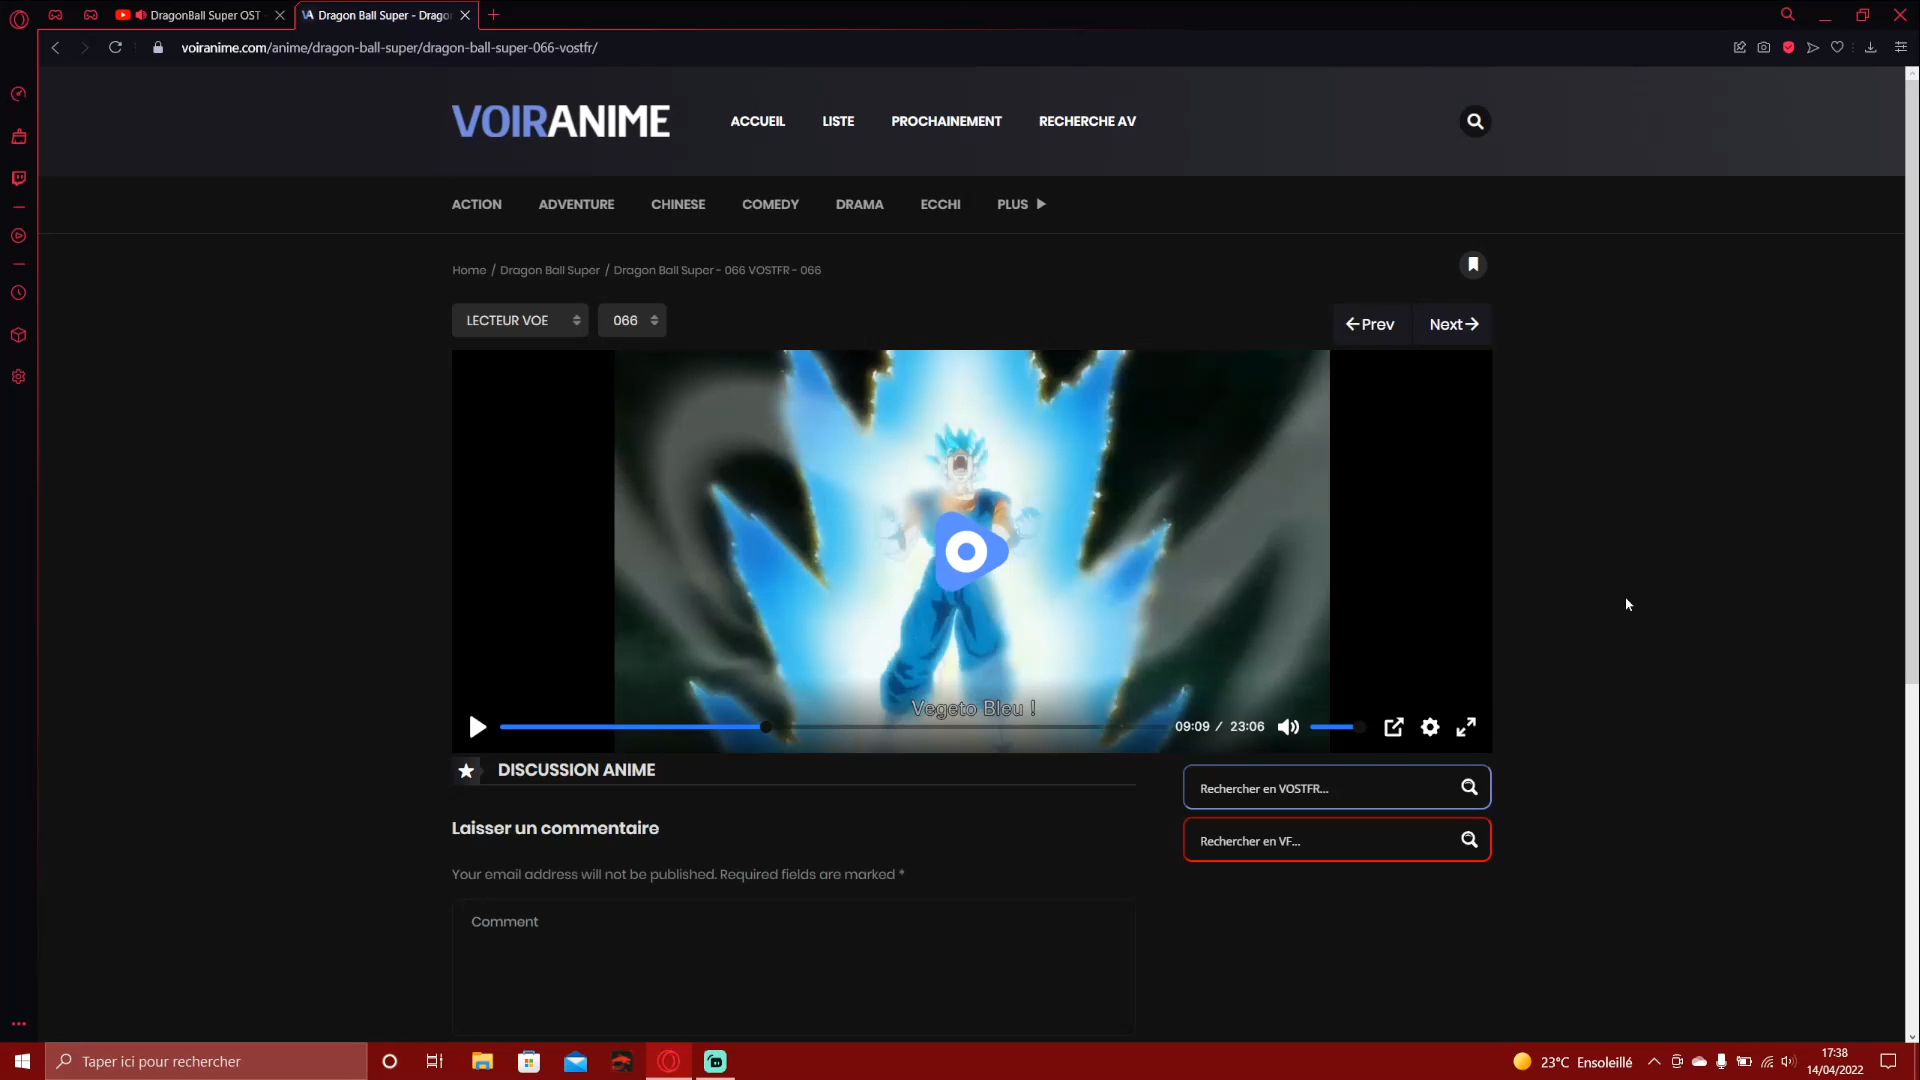 DragonBall Super OST
Dragon Ball Super - Drago
voiranime.com/anime/dragon-ball-super/dragon-ball-super-066-vostfr/
VOIRANIME
ACCUEIL
LISTE
PROCHAINEMENT
RECHERCHE AV
ACTION
ADVENTURE
CHINESE
COMEDY
DRAMA
ECCHI
PLUS
Home / Dragon Ball Super / Dragon Ball Super - 066 VOSTFR - 066
LECTEUR VOE
066
Prev
Next
Vegeto Bleu !
09:09 / 23:06
DISCUSSION ANIME
Rechercher en VOSTFR...
Laisser un commentaire
Rechercher en VF...
Your email address will not be published. Required fields are marked *
Comment
Taper ici pour rechercher
23°C Ensoleillé
17:38
14/04/2022